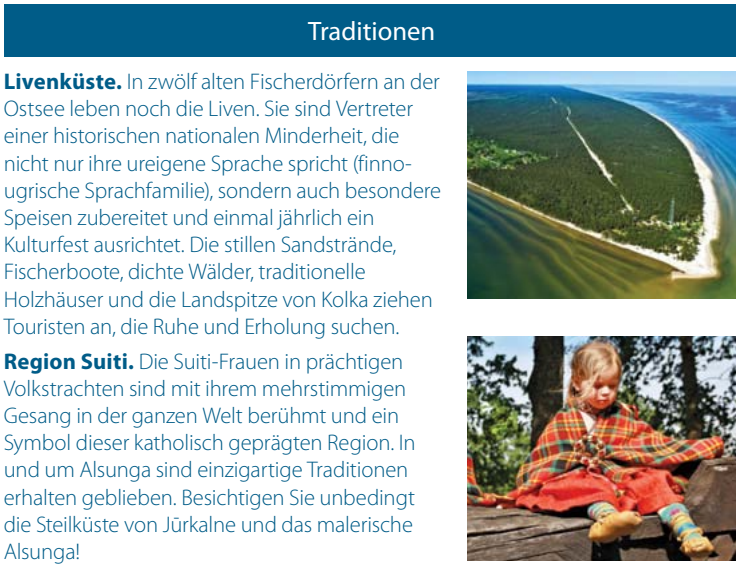 Traditionen
Livenküste. In zwölf alten Fischerdörfern an der
Ostsee leben noch die Liven. Sie sind Vertreter
einer historischen nationalen Minderheit, die
nicht nur ihre ureigene Sprache spricht (finno-
ugrische Sprachfamilie), sondern auch besondere
Speisen zubereitet und einmal jährlich ein
Kulturfest ausrichtet. Die stillen Sandstrände,
Fischerboote, dichte Wälder, traditionelle
Holzhäuser und die Landspitze von Kolka ziehen
Touristen an, die Ruhe und Erholung suchen.
Region Suiti. Die Suiti-Frauen in prächtigen
Volkstrachten sind mit ihrem mehrstimmigen
Gesang in der ganzen Welt berühmt und ein
Symbol dieser katholisch geprägten Region. In
und um Alsunga sind einzigartige Traditionen
erhalten geblieben. Besichtigen Sie unbedingt
die Steilküste von Jūrkalne und das malerische
Alsunga!